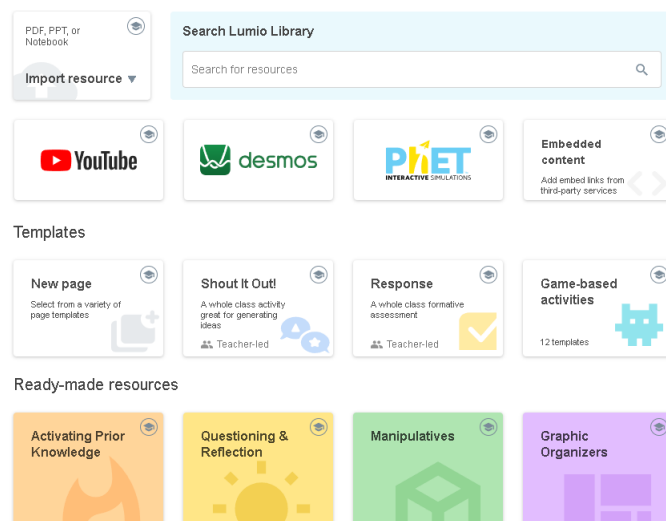 PDF, PPT, or
Notebook
Import resource
Search Lumio Library
Search for resources
YouTube
desmos
PhET
INTERACTIVE SIMULATIONS
Embedded
content
Add embed links from
third-party services
Templates
New page
Select from a variety of
page templates
Shout It Out!
A whole class activity
great for generating
ideas
Teacher-led
Response
A whole class formative
assessment
Teacher-led
Game-based
activities
12 templates
Ready-made resources
Activating Prior
Knowledge
Questioning &
Reflection
Manipulatives
Graphic
Organizers